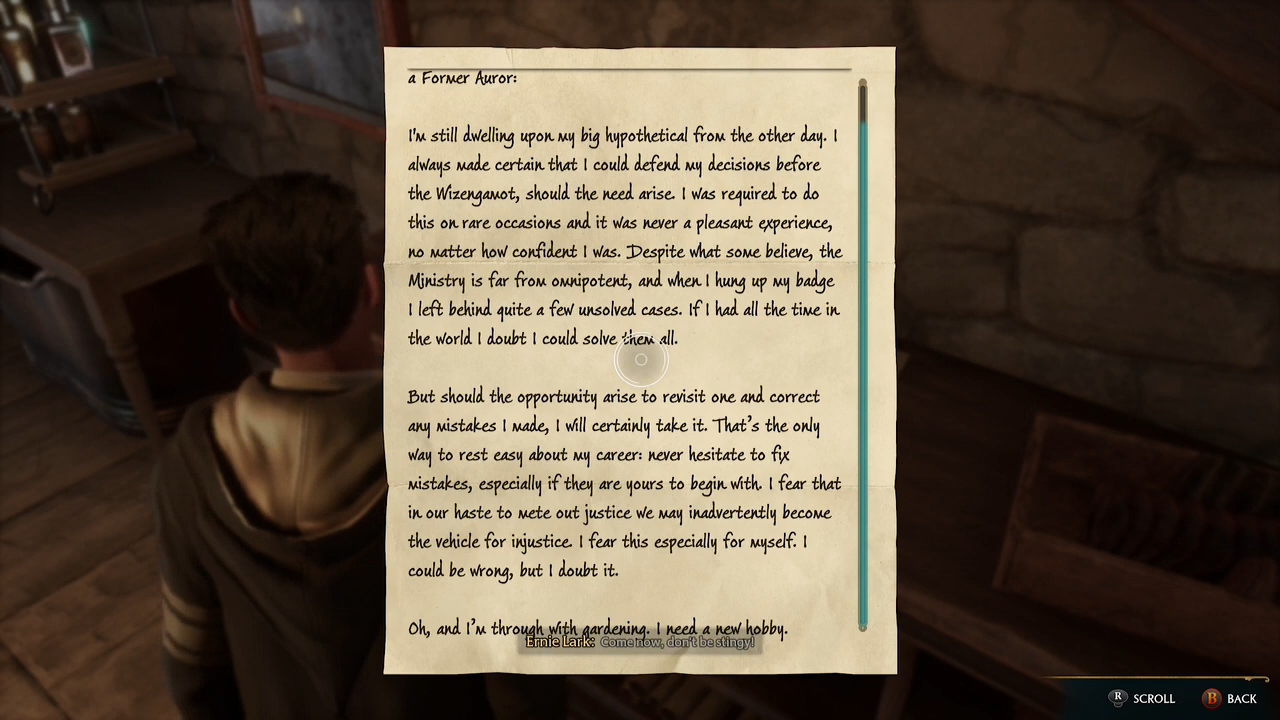 a Former Auror:
I'm still dwelling upon my big hypothetical from the other day. I
always made certain that I could defend my decisions before
the Wizengamot, should the need arise. I was required to do
this on rare occasions and it was never a pleasant experience,
no matter how confident I was. Despite what some believe, the
Ministry is far from omnipotent, and when I hung up my badge
I left behind quite a few unsolved cases. If I had all the time in
the world I doubt I could solve them all.
But should the opportunity arise to revisit one and correct
any mistakes I made, I will certainly take it. That's the only
way to rest easy about my career: never hesitate to fix
mistakes, especially if they are yours to begin with. I fear that
in our haste to mete out justice we may inadvertently become
the vehicle for injustice. I fear this especially for myself. I
could be wrong, but I doubt it.
Oh, and I'm through with gardening. I need a new hobby.
Ernie Lark: Come now, don't be stingy!
R SCROLL B BACK